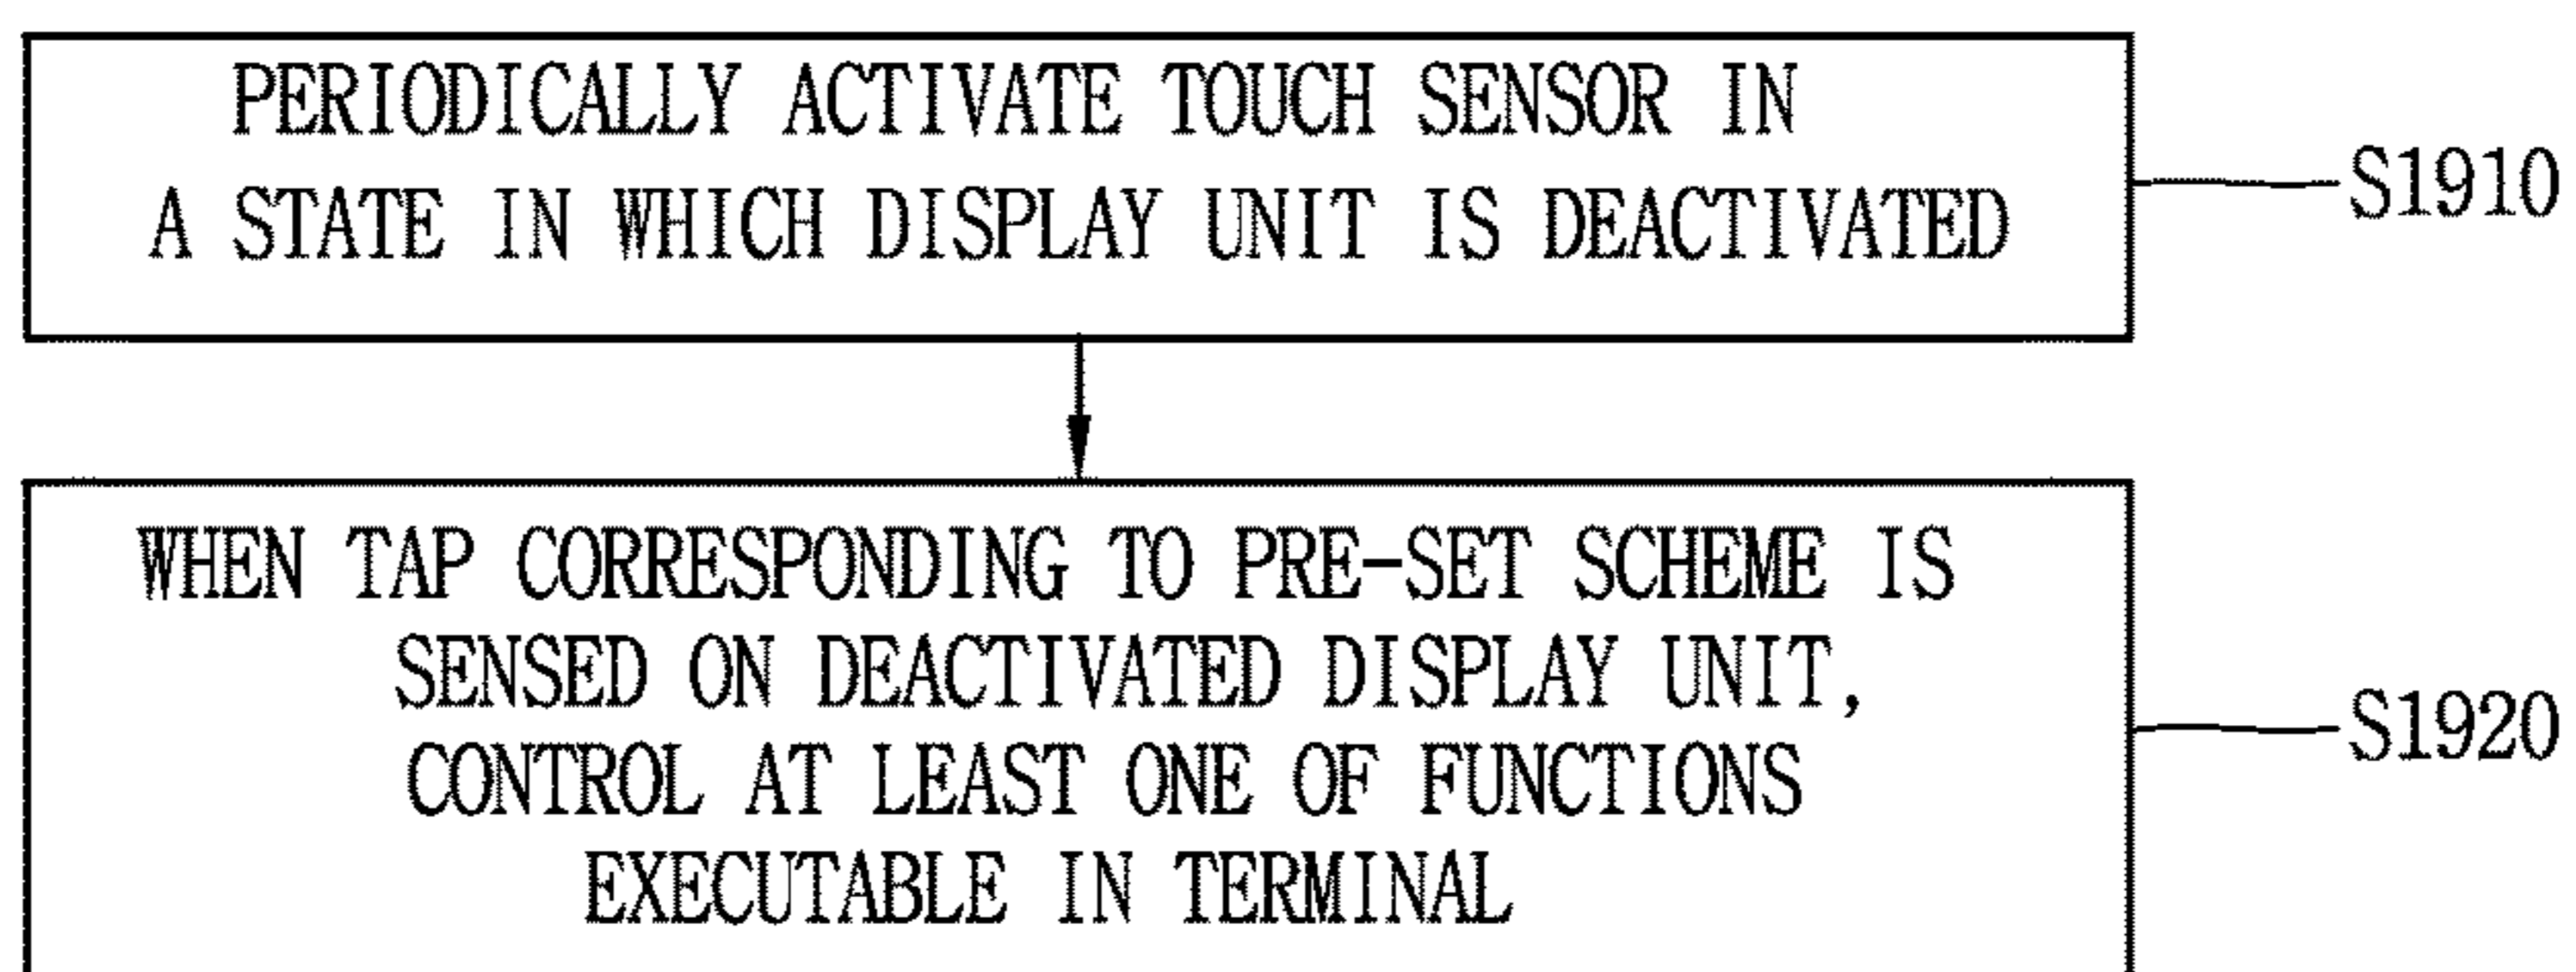 PERIODICALLY ACTIVATE TOUCH SENSOR IN
A STATE IN WHICH DISPLAY UNIT IS DEACTIVATED
S1910
WHEN TAP CORRESPONDING TO PRE-SET SCHEME IS
SENSED ON DEACTIVATED DISPLAY UNIT,
CONTROL AT LEAST ONE OF FUNCTIONS
EXECUTABLE IN TERMINAL
S1920